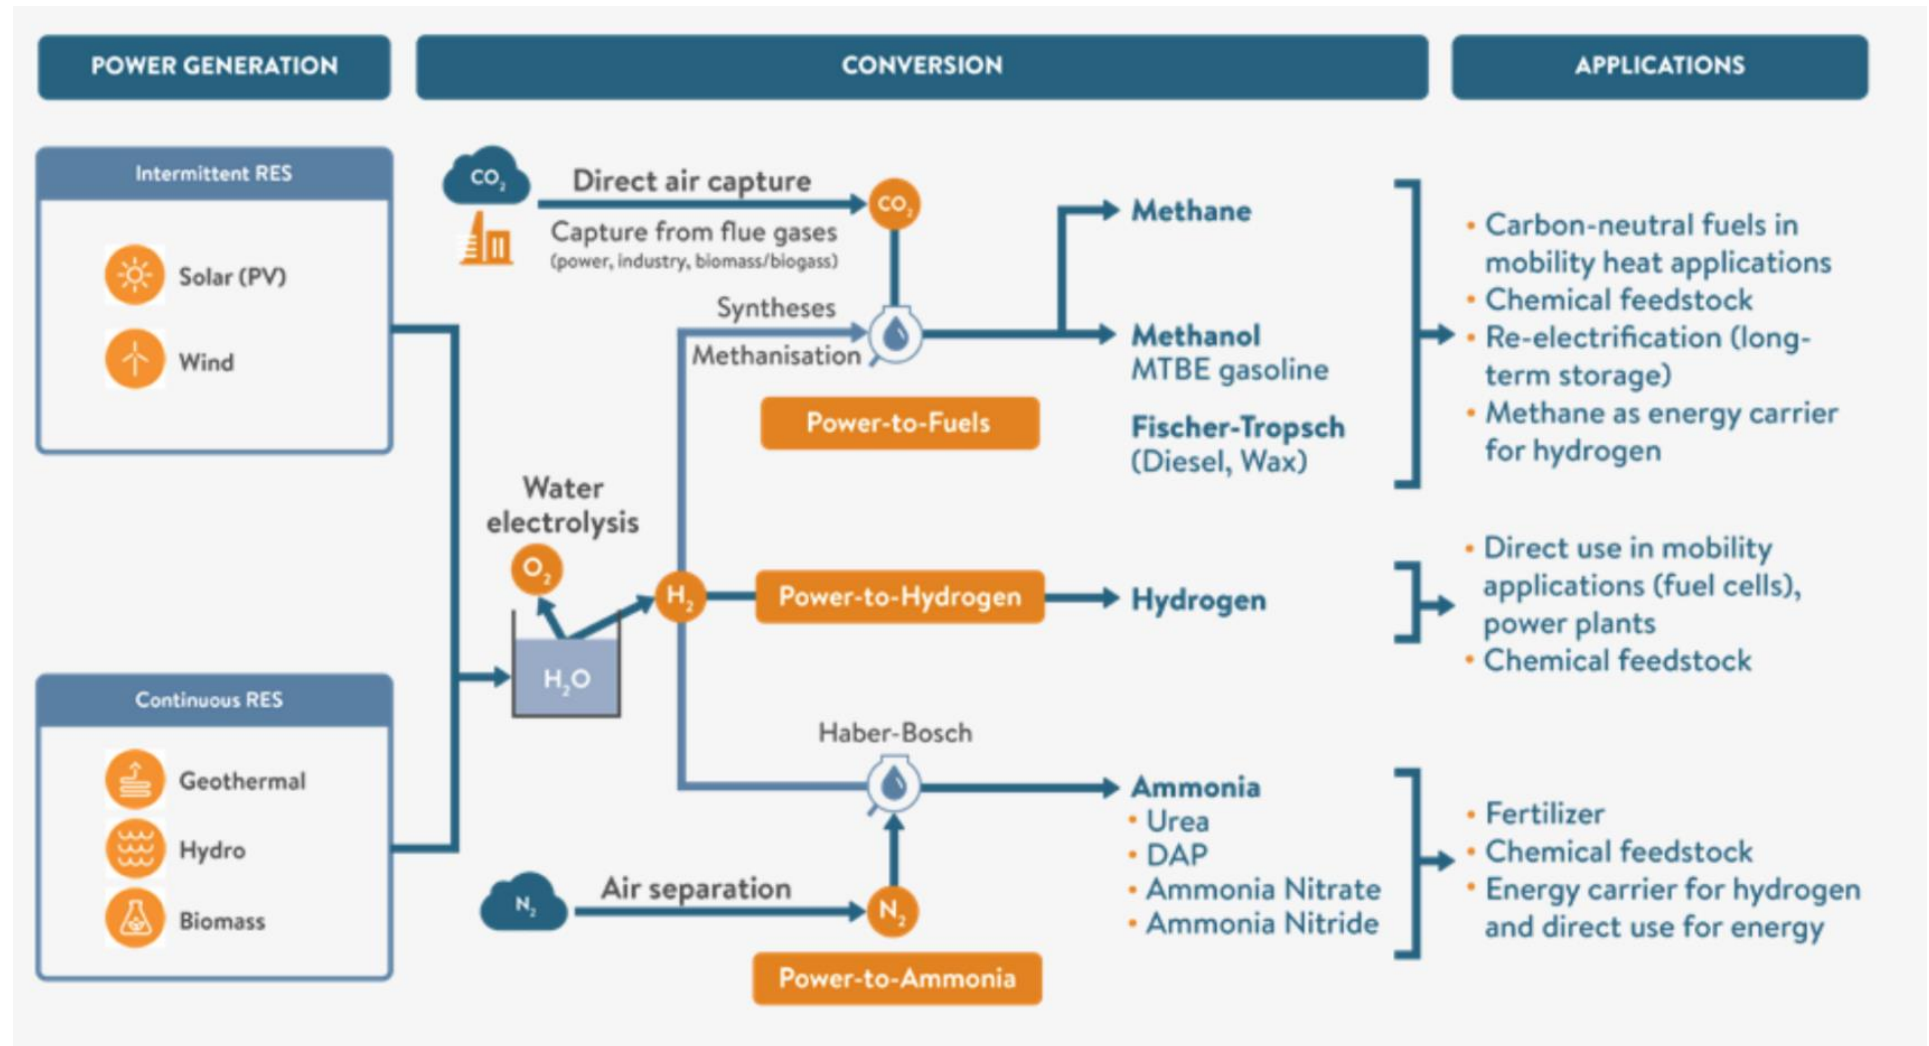 POWER GENERATION
CONVERSION
APPLICATIONS
Intermittent RES
Solar (PV)
Wind
Continuous RES
Geothermal
Hydro
Biomass
CO₂
Direct air capture
CO₂
Capture from flue gases
(power, industry, biomass/biogass)
Syntheses
Methanisation
Power-to-Fuels
Water
electrolysis
O₂
H₂
H₂O
Power-to-Hydrogen
Haber-Bosch
N₂
Air separation
N₂
Power-to-Ammonia
Methane
Methanol
MTBE gasoline
Fischer-Tropsch
(Diesel, Wax)
Hydrogen
Ammonia
• Urea
• DAP
• Ammonia Nitrate
• Ammonia Nitride
• Carbon-neutral fuels in
mobility heat applications
• Chemical feedstock
• Re-electrification (long-
term storage)
• Methane as energy carrier
for hydrogen
• Direct use in mobility
applications (fuel cells),
power plants
• Chemical feedstock
• Fertilizer
• Chemical feedstock
• Energy carrier for hydrogen
and direct use for energy